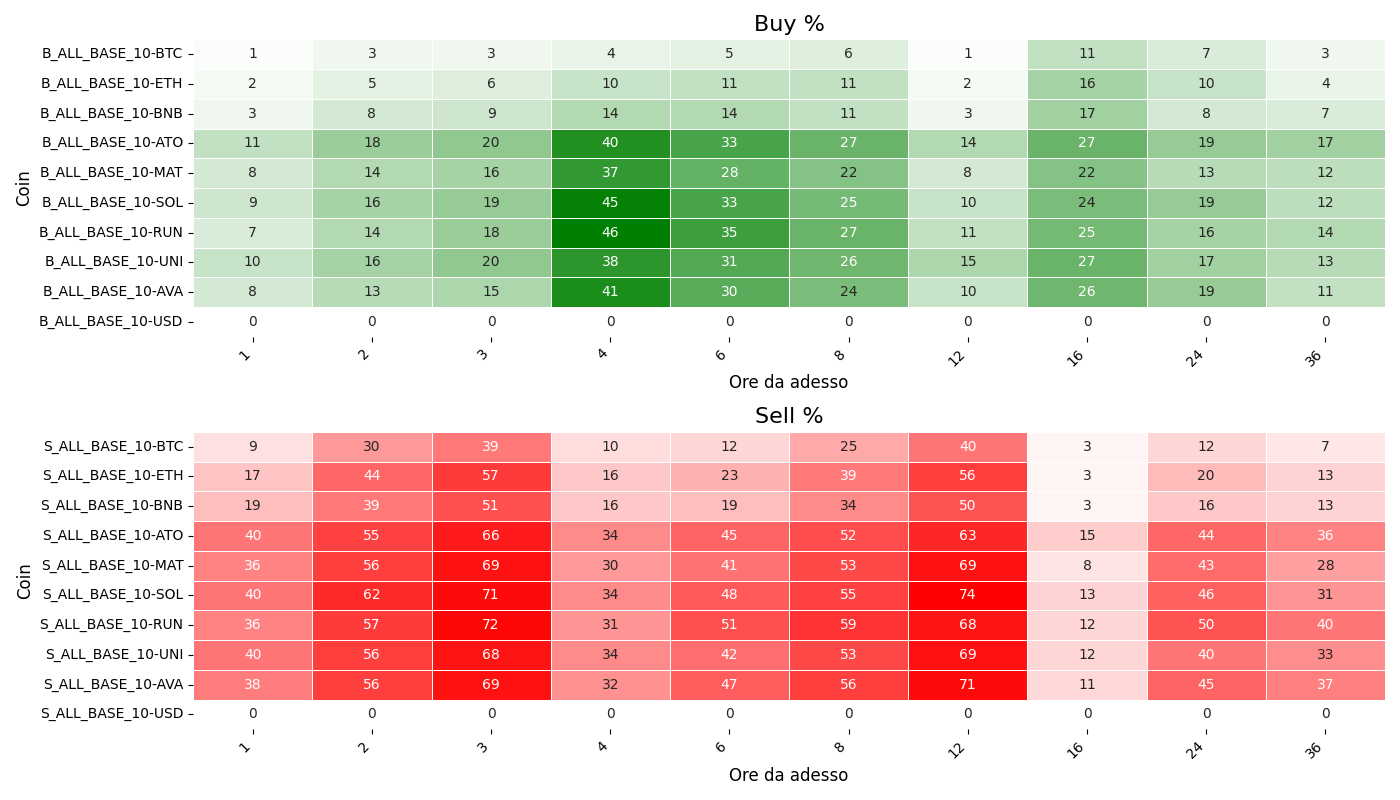 Buy %
Coin
B_ALL_BASE_10-BTC 1 3 3 4 5 6 1 11 7 3
B_ALL_BASE_10-ETH 2 5 6 10 11 11 2 16 10 4
B_ALL_BASE_10-BNB 3 8 9 14 14 11 3 17 8 7
B_ALL_BASE_10-ATO 11 18 20 40 33 27 14 27 19 17
B_ALL_BASE_10-MAT 8 14 16 37 28 22 8 22 13 12
B_ALL_BASE_10-SOL 9 16 19 45 33 25 10 24 19 12
B_ALL_BASE_10-RUN 7 14 18 46 35 27 11 25 16 14
B_ALL_BASE_10-UNI 10 16 20 38 31 26 15 27 17 13
B_ALL_BASE_10-AVA 8 13 15 41 30 24 10 26 19 11
B_ALL_BASE_10-USD 0 0 0 0 0 0 0 0 0 0
1 2 3 4 6 8 12 16 24 36
Ore da adesso
Sell %
Coin
S_ALL_BASE_10-BTC 9 30 39 10 12 25 40 3 12 7
S_ALL_BASE_10-ETH 17 44 57 16 23 39 56 3 20 13
S_ALL_BASE_10-BNB 19 39 51 16 19 34 50 3 16 13
S_ALL_BASE_10-ATO 40 55 66 34 45 52 63 15 44 36
S_ALL_BASE_10-MAT 36 56 69 30 41 53 69 8 43 28
S_ALL_BASE_10-SOL 40 62 71 34 48 55 74 13 46 31
S_ALL_BASE_10-RUN 36 57 72 31 51 59 68 12 50 40
S_ALL_BASE_10-UNI 40 56 68 34 42 53 69 12 40 33
S_ALL_BASE_10-AVA 38 56 69 32 47 56 71 11 45 37
S_ALL_BASE_10-USD 0 0 0 0 0 0 0 0 0 0
1 2 3 4 6 8 12 16 24 36
Ore da adesso